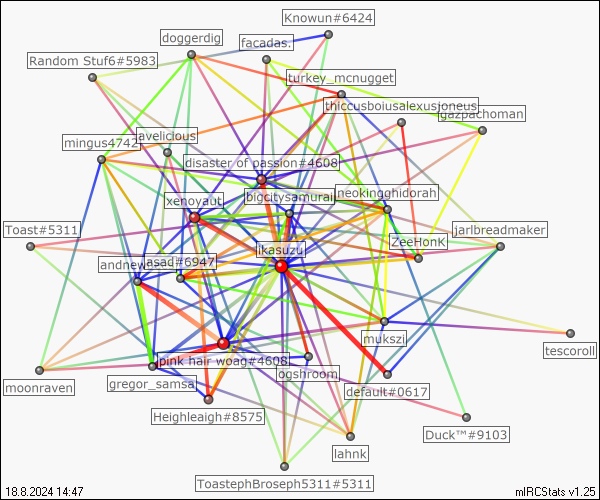 Knowun#6424
doggerdig
facadas.
Random Stuf6#5983
turkey_mcnugget
thiccusboiusalexusjoneus
gazpachoman
mingus4742
avelicious
disaster of passion#4608
neokingghidorah
xenoyaut
bigcitysamurai
Toast#5311
jarlbreadmaker
ZeeHonK
ikasuzu
andnew
asad#6947
mukszi
tescoroll
pink hair woag#4608
moonraven
gregor_samsa
ogshroom
default#0617
Heighleaigh#8575
Duck™#9103
lahnk
ToastephBroseph5311#5311
18.8.2024 14:47
mIRCStats v1.25